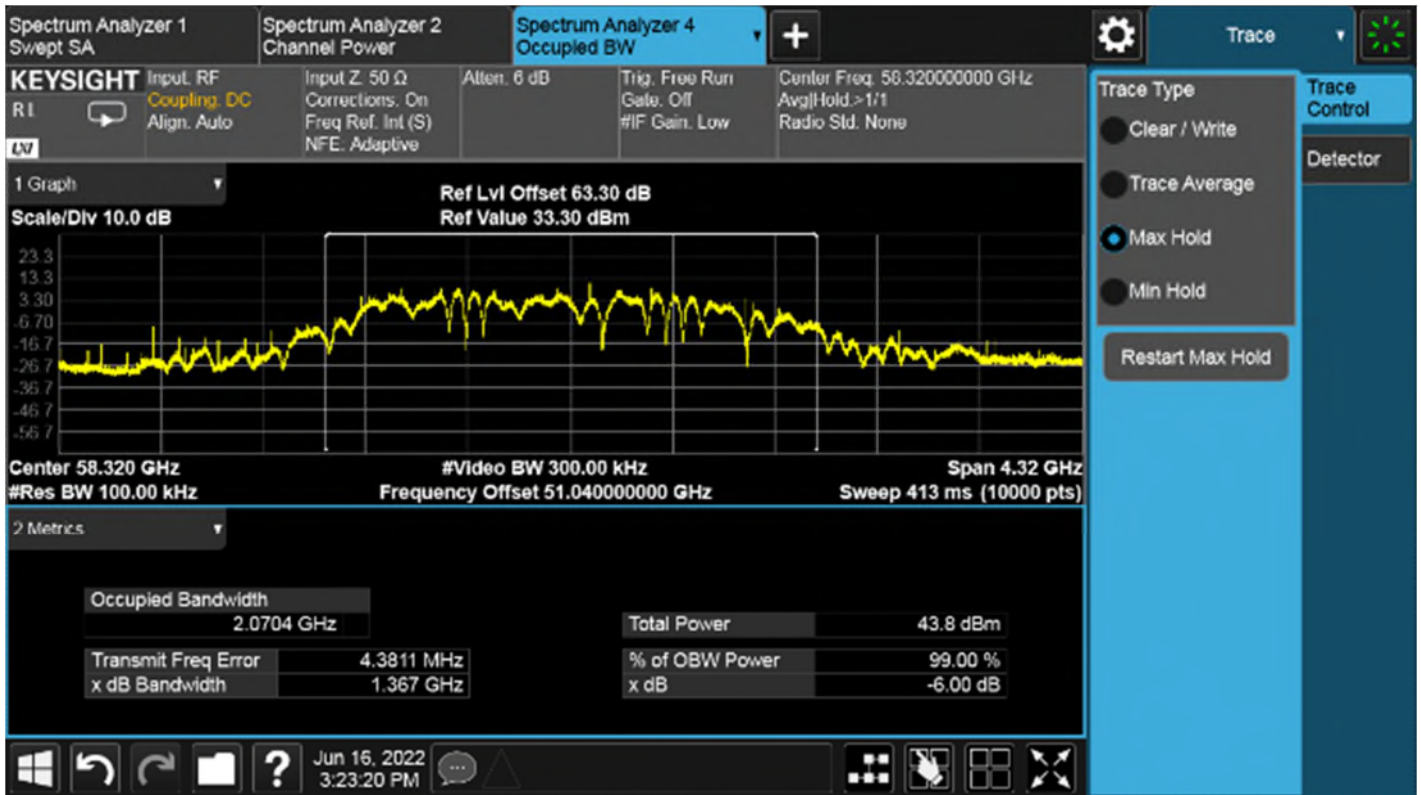 Spectrum Analyzer 1
Swept SA
Spectrum Analyzer 2
Channel Power
Spectrum Analyzer 4
Occupied BW
Trace
KEYSIGHT
RL
LXI
Input: RF
Coupling: DC
Align: Auto
Input Z: 50 Ω
Corrections: On
Freq Ref: Int (S)
NFE: Adaptive
Atten: 6 dB
Trig: Free Run
Gate: Off
#IF Gain: Low
Center Freq: 58.320000000 GHz
Avg|Hold:>1/1
Radio Std: None
Trace Type
Clear / Write
Trace Average
Max Hold
Min Hold
Restart Max Hold
Trace
Control
Detector
1 Graph
Scale/Div 10.0 dB
Ref Lvl Offset 63.30 dB
Ref Value 33.30 dBm
23.3
13.3
3.30
-6.70
-16.7
-26.7
-36.7
-46.7
-56.7
Center 58.320 GHz
#Video BW 300.00 kHz
Span 4.32 GHz
#Res BW 100.00 kHz
Frequency Offset 51.040000000 GHz
Sweep 413 ms (10000 pts)
2 Metrics
Occupied Bandwidth
2.0704 GHz
Total Power 43.8 dBm
Transmit Freq Error 4.3811 MHz
% of OBW Power 99.00 %
x dB Bandwidth 1.367 GHz
x dB -6.00 dB
?
Jun 16, 2022
3:23:20 PM